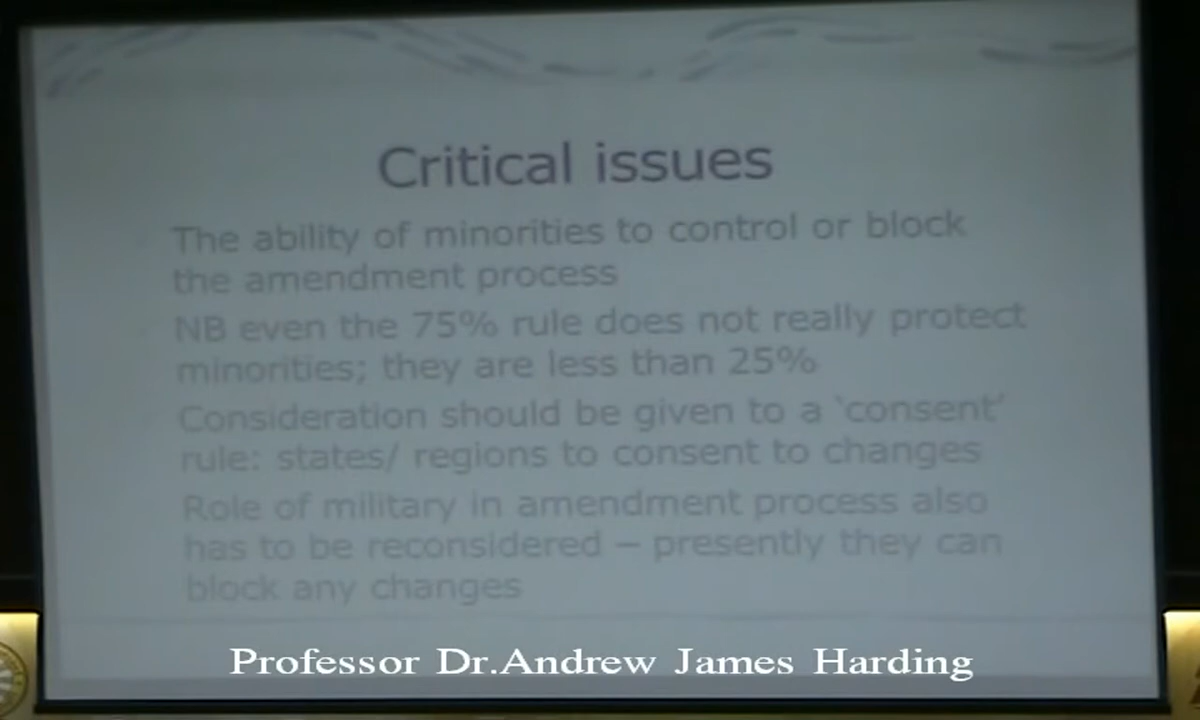 Critical issues
The ability of minorities to control or block
the amendment process
NB even the 75% rule does not really protect
minorities; they are less than 25%
Consideration should be given to a ‘consent’
rule: states/ regions to consent to changes
Role of military in amendment process also
has to be reconsidered – presently they can
block any changes
Professor Dr.Andrew James Harding